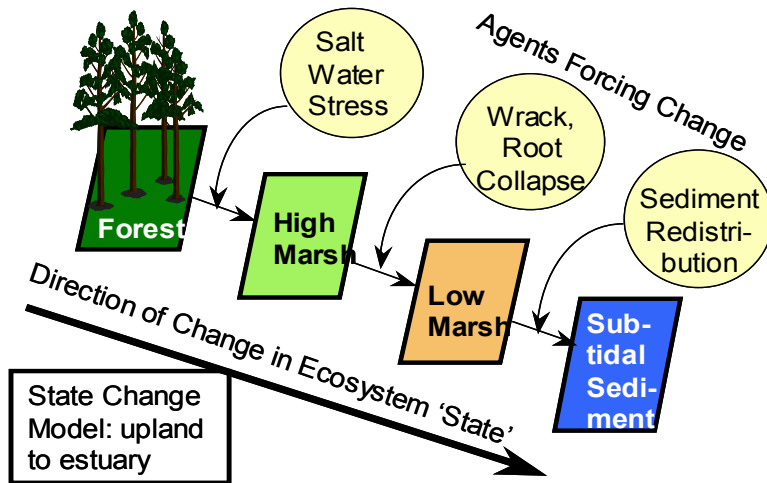 Salt
Water
Stress
Agents Forcing Change
Wrack,
Root
Collapse
Sediment
Redistri-
bution
Forest
High
Marsh
Low
Marsh
Sub-
tidal
Sedi-
ment
Direction of Change in Ecosystem ‘State’
State Change
Model: upland
to estuary